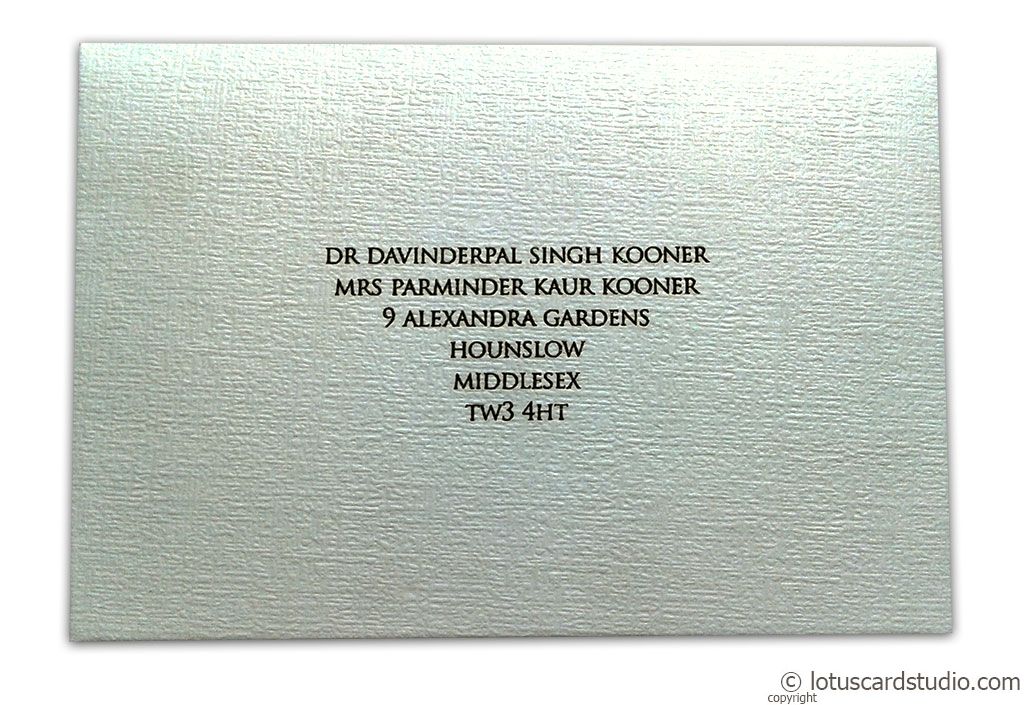 DR DAVINDERPAL SINGH KOONER
MRS PARMINDER KAUR KOONER
9 ALEXANDRA GARDENS
HOUNSLOW
MIDDLESEX
TW3 4HT
© lotuscardstudio.com
copyright